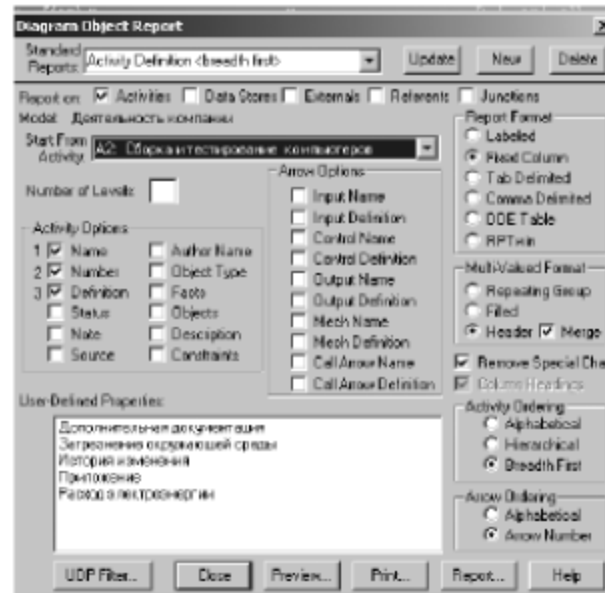 Diagram Object Report
Standard Reports: Activity Definition <breadth first>
Update New Delete
Report on: Activities Data Stores Externals Referents Junctions
Model: Деятельность компании
Start From Activity: A2: Сборка и тестирование компьютеров
Number of Levels:
Activity Options
1 Name Author Name
2 Number Object Type
3 Definition Facts
Status Objects
Note Description
Source Constraints
Arrow Options
Input Name
Input Definition
Control Name
Control Definition
Output Name
Output Definition
Mech Name
Mech Definition
Call Arrow Name
Call Arrow Definition
Report Format
Labeled
Fixed Column
Tab Delimited
Comma Delimited
DDE Table
RPTwin
Multi-Valued Format
Repeating Group
Filled
Header Merge
Remove Special Cha
Column Headings
User-Defined Properties:
Дополнительная документация
Загрязнение окружающей среды
История изменения
Приложение
Расход электроэнергии
Activity Ordering
Alphabetical
Hierarchical
Breadth First
Arrow Ordering
Alphabetical
Arrow Number
UDP Filter... Close Preview... Print... Report... Help